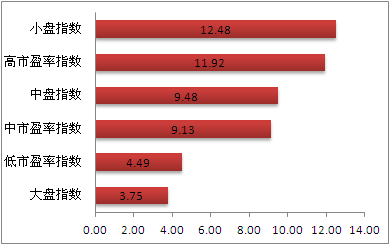 小盘指数 12.48
高市盈率指数 11.92
中盘指数 9.48
中市盈率指数 9.13
低市盈率指数 4.49
大盘指数 3.75
0.00 2.00 4.00 6.00 8.00 10.00 12.00 14.00